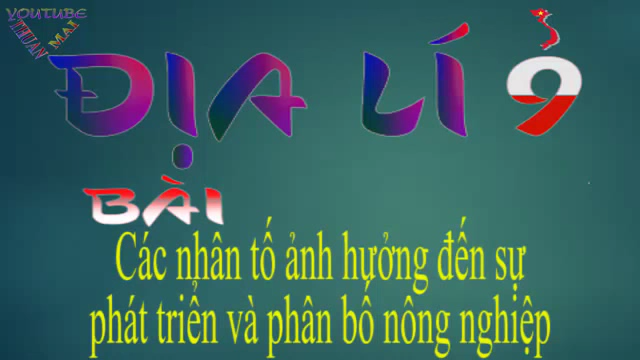 YOUTUBE
THUAN MAI
ĐỊA LÍ 9
BÀI
Các nhân tố ảnh hưởng đến sự
phát triển và phân bố nông nghiệp